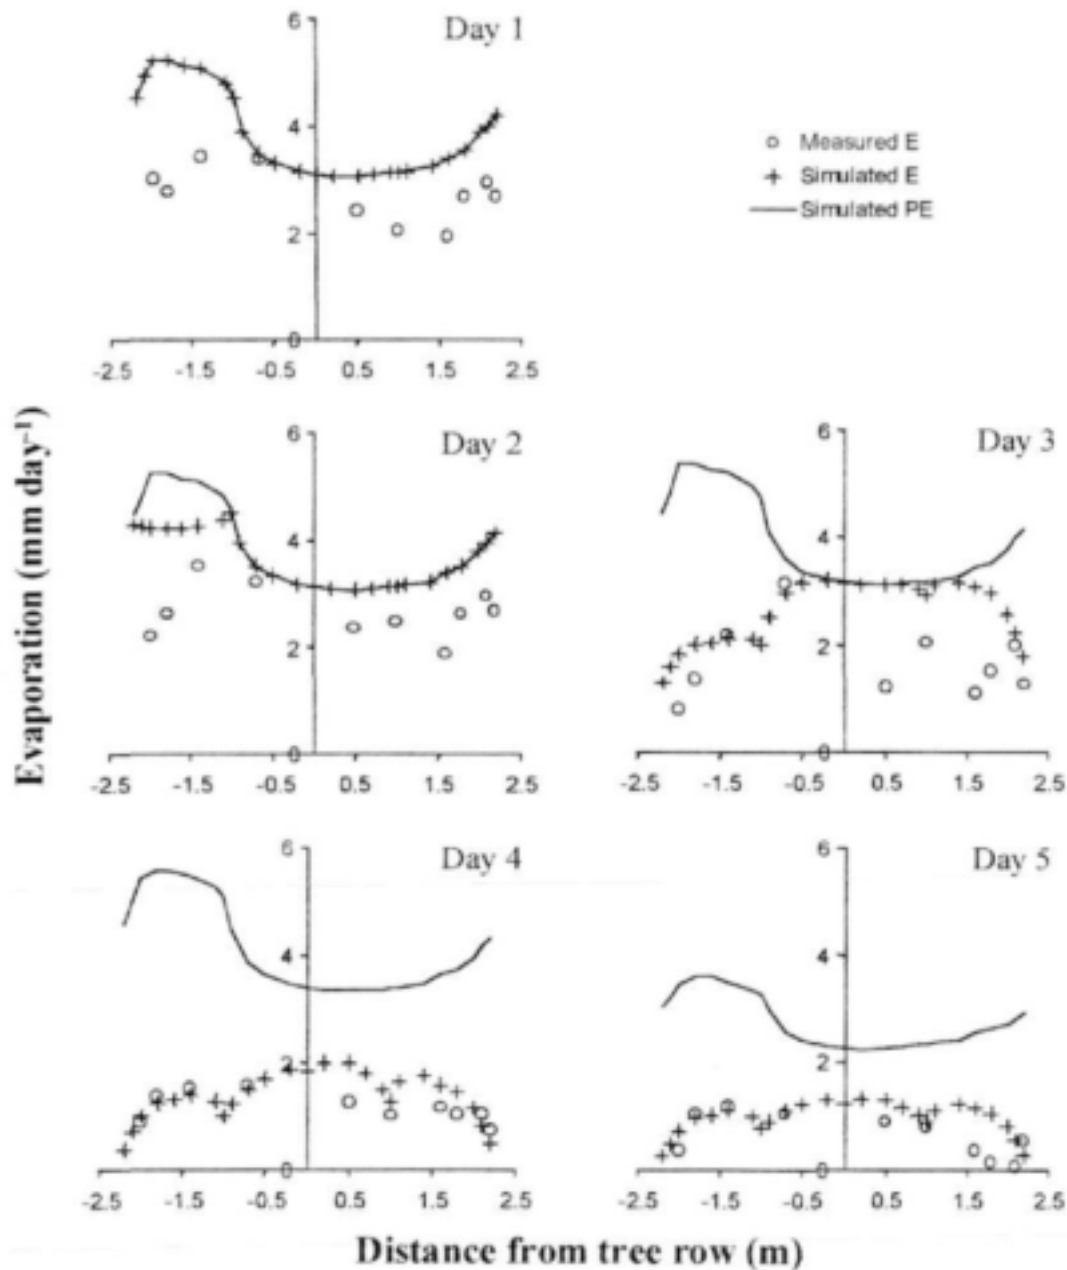 6
Day 1
4
2
0
-2.5 -1.5 -0.5 0.5 1.5 2.5
Measured E
Simulated E
Simulated PE
Evaporation (mm day⁻¹)
6
Day 2
4
2
0
-2.5 -1.5 -0.5 0.5 1.5 2.5
6
Day 3
4
2
0
-2.5 -1.5 -0.5 0.5 1.5 2.5
6
Day 4
4
2
0
-2.5 -1.5 -0.5 0.5 1.5 2.5
6
Day 5
4
2
0
-2.5 -1.5 -0.5 0.5 1.5 2.5
Distance from tree row (m)